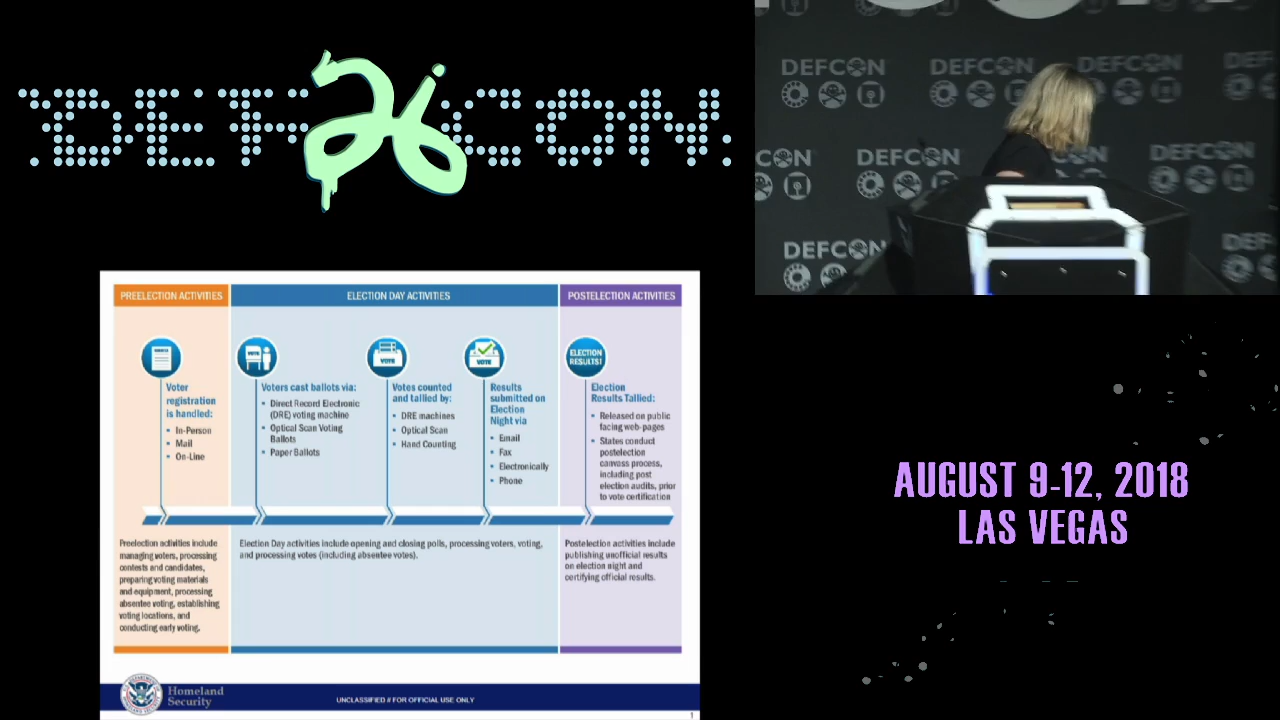 DEFCON
26
DEFCON DEFCON DEFCON DEF
CON DEFCON DEFCON DEFCON
DEFCON DEF
PREELECTION ACTIVITIES
ELECTION DAY ACTIVITIES
POSTELECTION ACTIVITIES
VOTE
VOTE
VOTE
ELECTION
RESULTS!
Voter
registration
is handled:
• In-Person
• Mail
• On-Line
Voters cast ballots via:
• Direct Record Electronic
(DRE) voting machine
• Optical Scan Voting
Ballots
• Paper Ballots
Votes counted
and tallied by:
• DRE machines
• Optical Scan
• Hand Counting
Results
submitted on
Election
Night via
• Email
• Fax
• Electronically
• Phone
Election
Results Tallied:
• Released on public
facing web-pages
• States conduct
postelection
canvass process,
including post
election audits, prior
to vote certification
Preelection activities include
managing voters, processing
contests and candidates,
preparing voting materials
and equipment, processing
absentee voting, establishing
voting locations, and
conducting early voting.
Election Day activities include opening and closing polls, processing voters, voting,
and processing votes (including absentee votes).
Postelection activities include
publishing unofficial results
on election night and
certifying official results.
Homeland
Security
UNCLASSIFIED // FOR OFFICIAL USE ONLY
1
AUGUST 9-12, 2018
LAS VEGAS